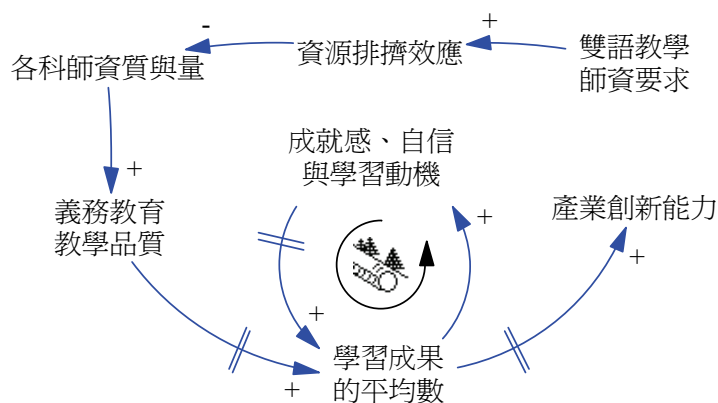 各科師資質與量
-
資源排擠效應
+
雙語教學
師資要求
+
義務教育
教學品質
成就感、自信
與學習動機
+
產業創新能力
+
+
+
學習成果
的平均數